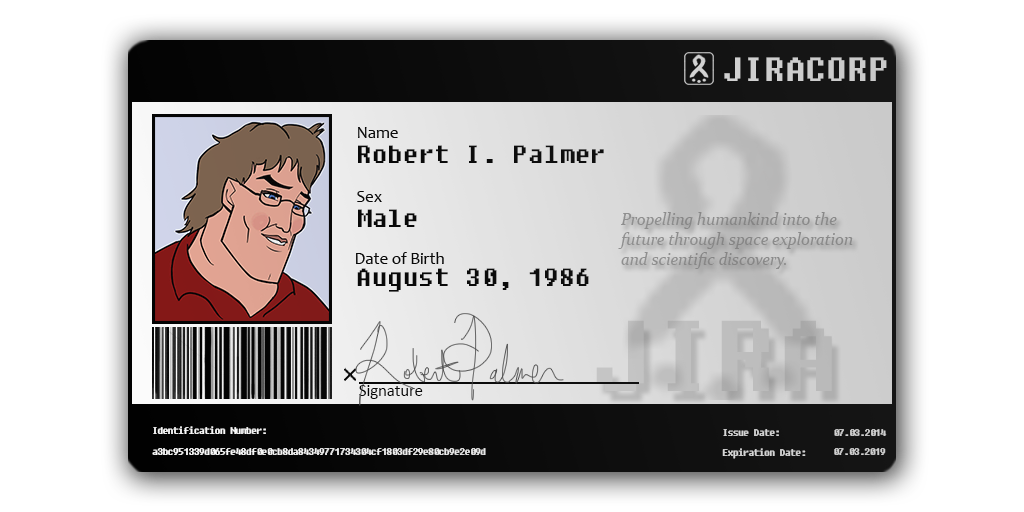 JIRACORP
Name
Robert I. Palmer
Sex
Male
Date of Birth
August 30, 1986
Propelling humankind into the
future through space exploration
and scientific discovery.
JIRA
× Robert Palmer
Signature
Identification Number:
a3bc951339d065fe48df0e0cb8da84349771734304cf1803df29e80cb9e2e09d
Issue Date: 07.03.2014
Expiration Date: 07.03.2019